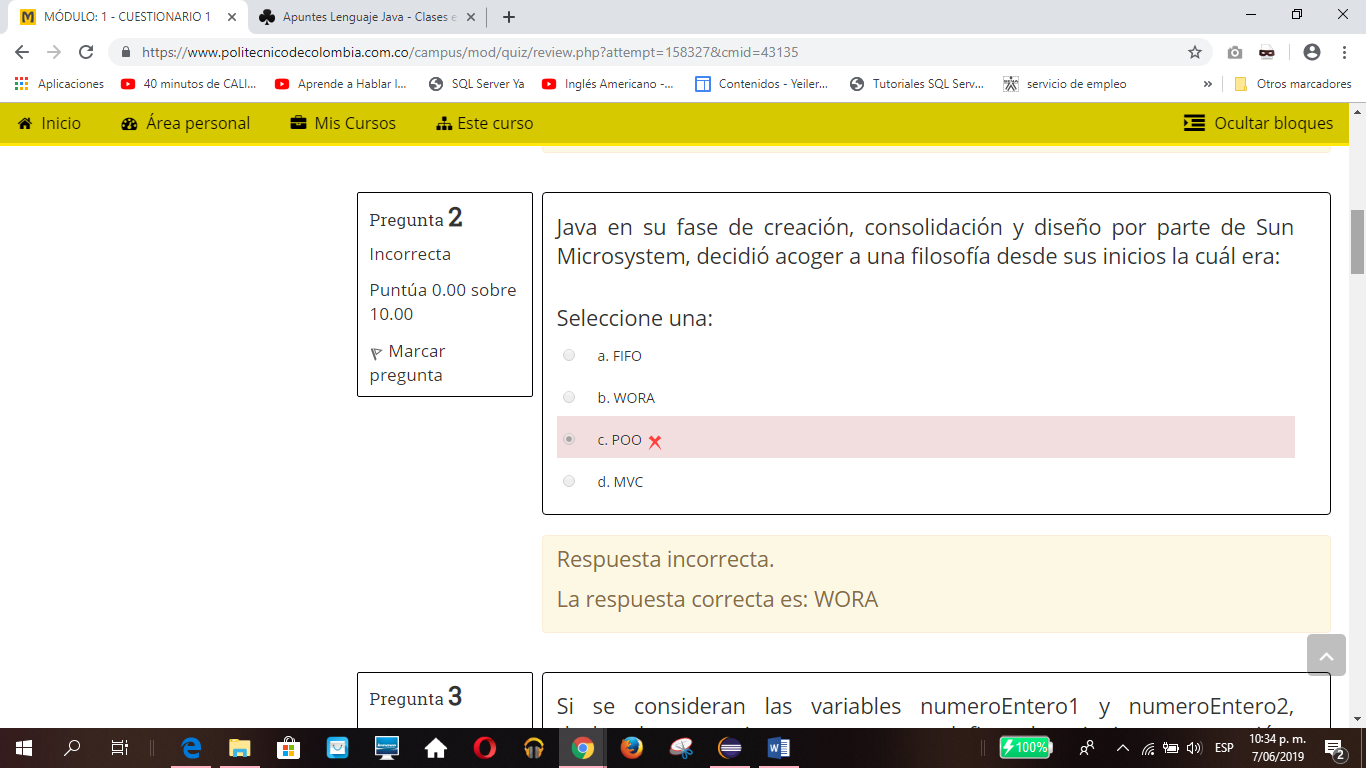 MÓDULO: 1 - CUESTIONARIO 1
Apuntes Lenguaje Java - Clases e
https://www.politecnicodecolombia.com.co/campus/mod/quiz/review.php?attempt=158327&cmid=43135
Aplicaciones
40 minutos de CALI...
Aprende a Hablar I...
SQL Server Ya
Inglés Americano -...
Contenidos - Yeiler...
Tutoriales SQL Serv...
servicio de empleo
»
Otros marcadores
Inicio
Área personal
Mis Cursos
Este curso
Ocultar bloques
Pregunta 2
Incorrecta
Puntúa 0.00 sobre
10.00
Marcar
pregunta
Java en su fase de creación, consolidación y diseño por parte de Sun
Microsystem, decidió acoger a una filosofía desde sus inicios la cuál era:
Seleccione una:
a. FIFO
b. WORA
c. POO
d. MVC
Respuesta incorrecta.
La respuesta correcta es: WORA
Pregunta 3
Si se consideran las variables numeroEntero1 y numeroEntero2,
100%
ESP
10:34 p. m.
7/06/2019
2